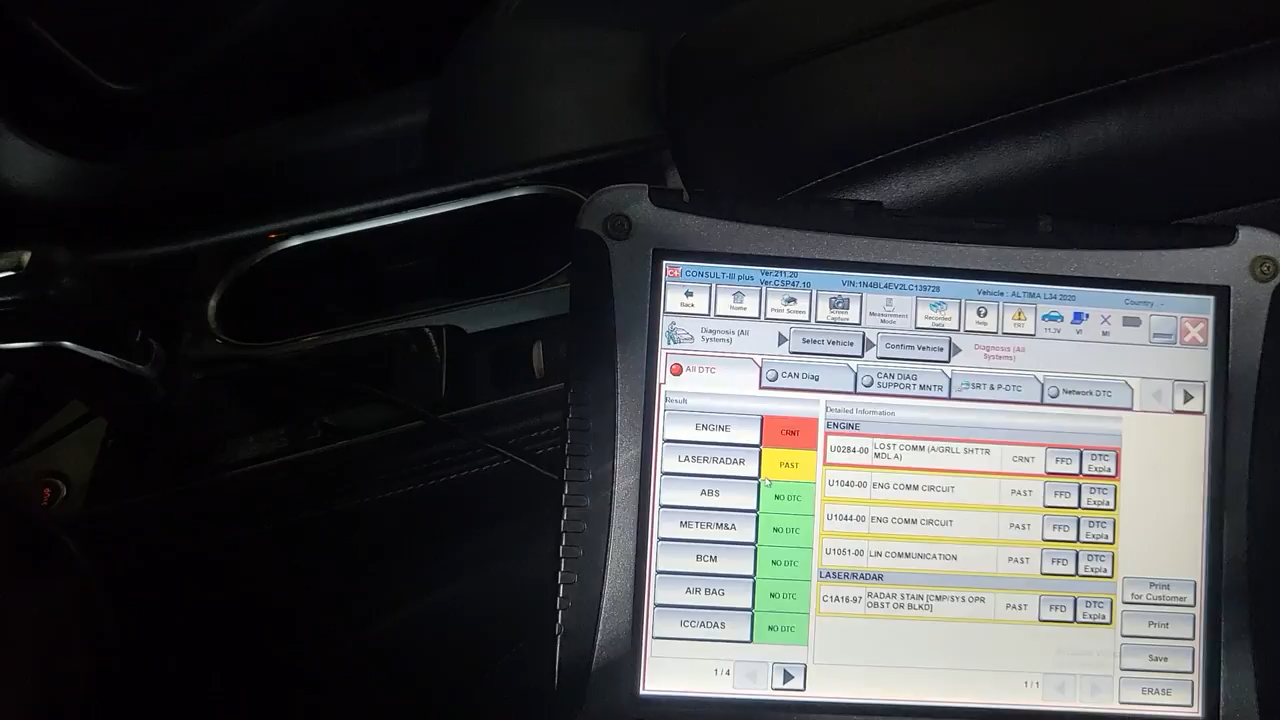 CONSULT-III plus
Ver.211.20
Ver.CSP47.10
VIN:1N4BL4EV2LC139728
Vehicle : ALTIMA L34 2020
Country : -
Back
Home
Print Screen
Screen Capture
Measurement Mode
Recorded Data
Help
ERT
11.3V
VI
MI
Diagnosis (All Systems)
Select Vehicle
Confirm Vehicle
Diagnosis (All Systems)
All DTC
CAN Diag
CAN DIAG SUPPORT MNTR
SRT & P-DTC
Network DTC
Result
ENGINE CRNT
LASER/RADAR PAST
ABS NO DTC
METER/M&A NO DTC
BCM NO DTC
AIR BAG NO DTC
ICC/ADAS NO DTC
1/4
Detailed Information
ENGINE
U0284-00 LOST COMM (A/GRLL SHTTR MDL A) CRNT FFD DTC Expla
U1040-00 ENG COMM CIRCUIT PAST FFD DTC Expla
U1044-00 ENG COMM CIRCUIT PAST FFD DTC Expla
U1051-00 LIN COMMUNICATION PAST FFD DTC Expla
LASER/RADAR
C1A16-97 RADAR STAIN [CMP/SYS OPR OBST OR BLKD] PAST FFD DTC Expla
1/1
Print for Customer
Print
Save
ERASE